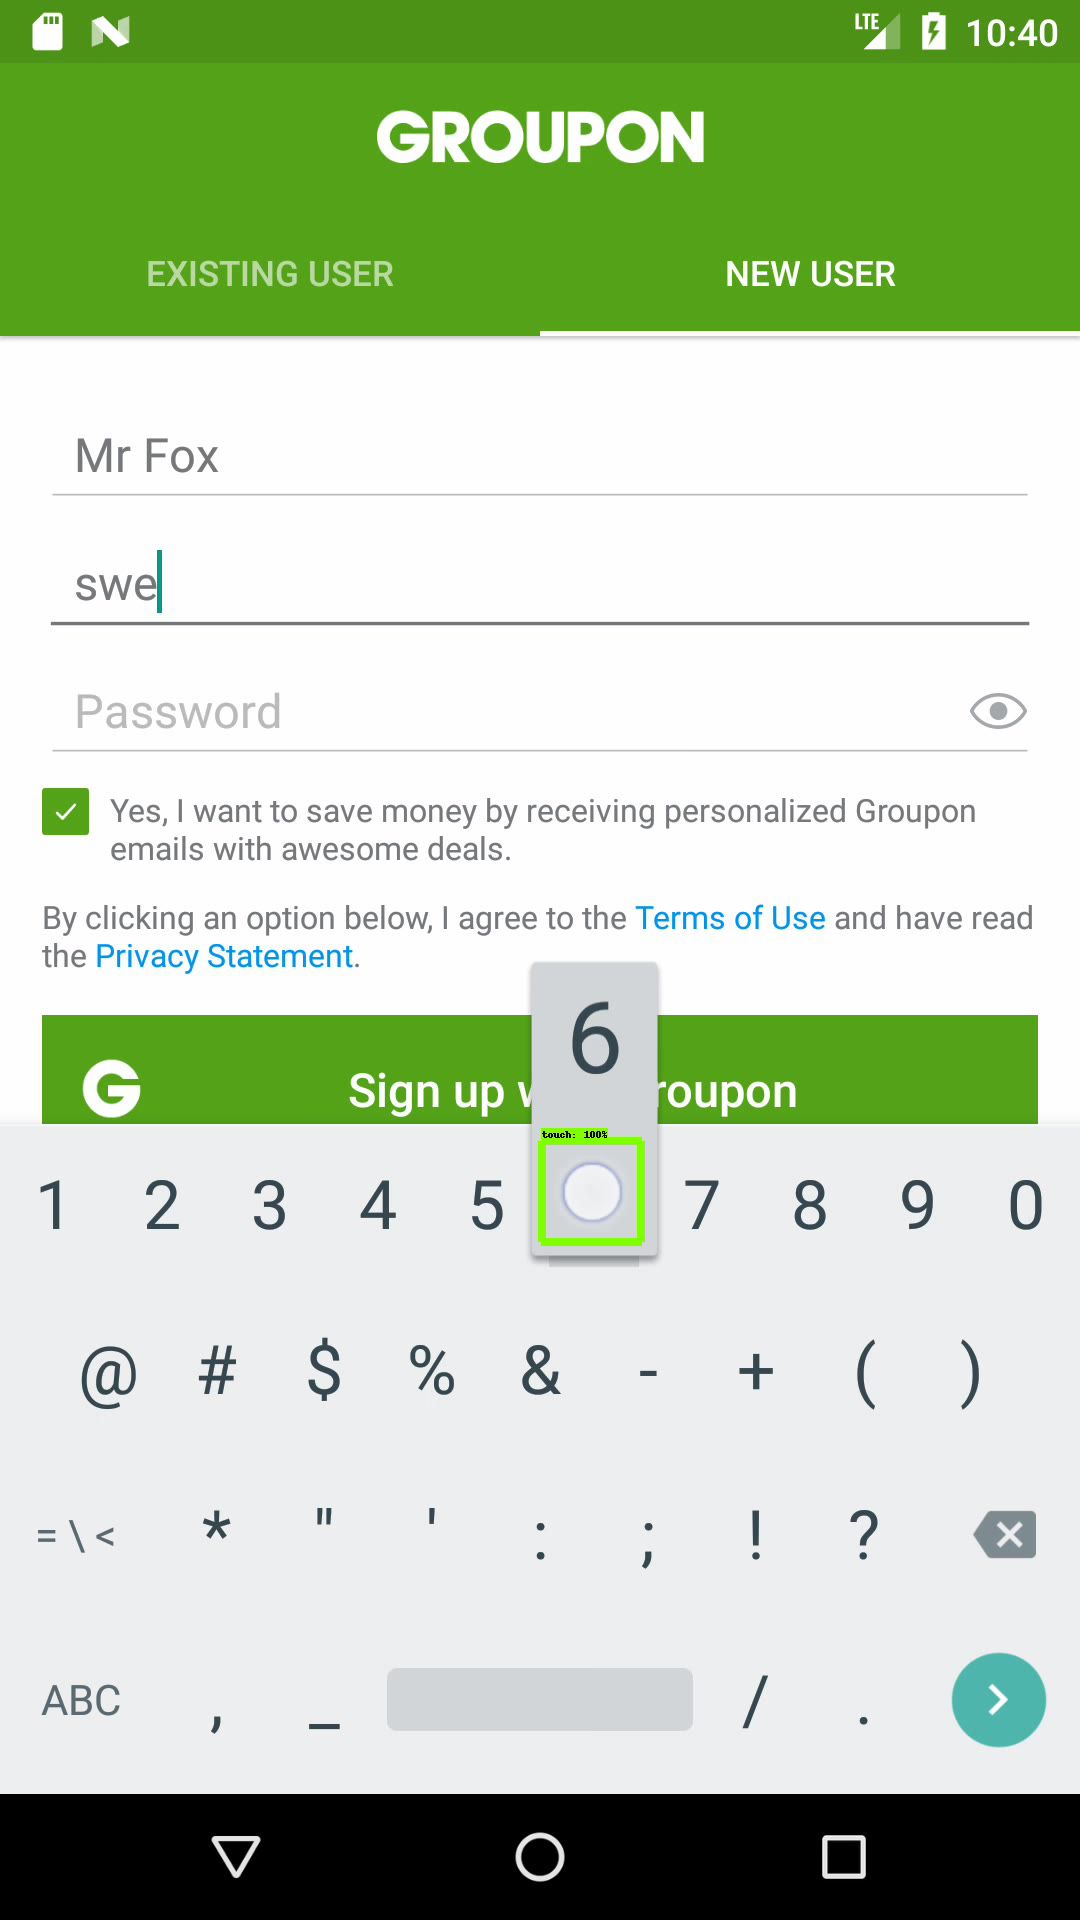 LTE 10:40
GROUPON
EXISTING USER NEW USER
Mr Fox
swe
Password
Yes, I want to save money by receiving personalized Groupon
emails with awesome deals.
By clicking an option below, I agree to the Terms of Use and have read
the Privacy Statement.
6
G Sign up w roupon
touch: 100%
1 2 3 4 5 7 8 9 0
@ # $ % & - + ( )
= \ < * " ' : ; ! ?
ABC , _ / .